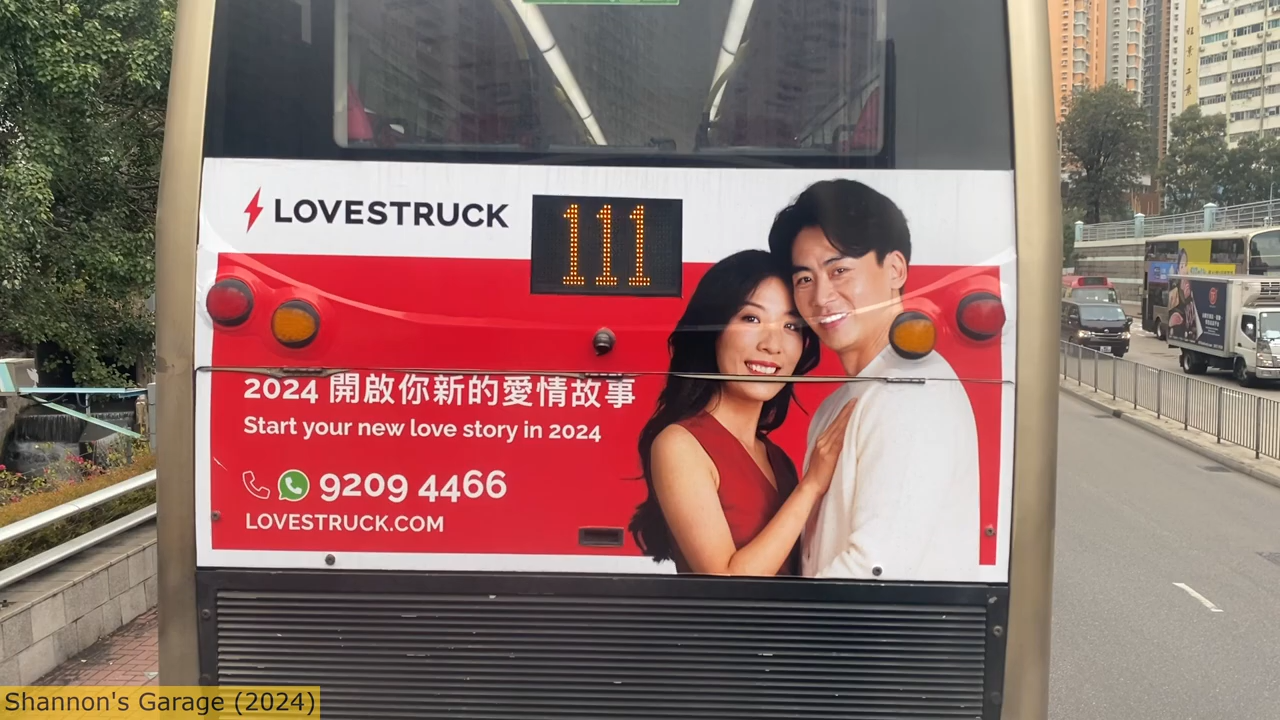 LOVESTRUCK
111
2024 開啟你新的愛情故事
Start your new love story in 2024
9209 4466
LOVESTRUCK.COM
Shannon's Garage (2024)